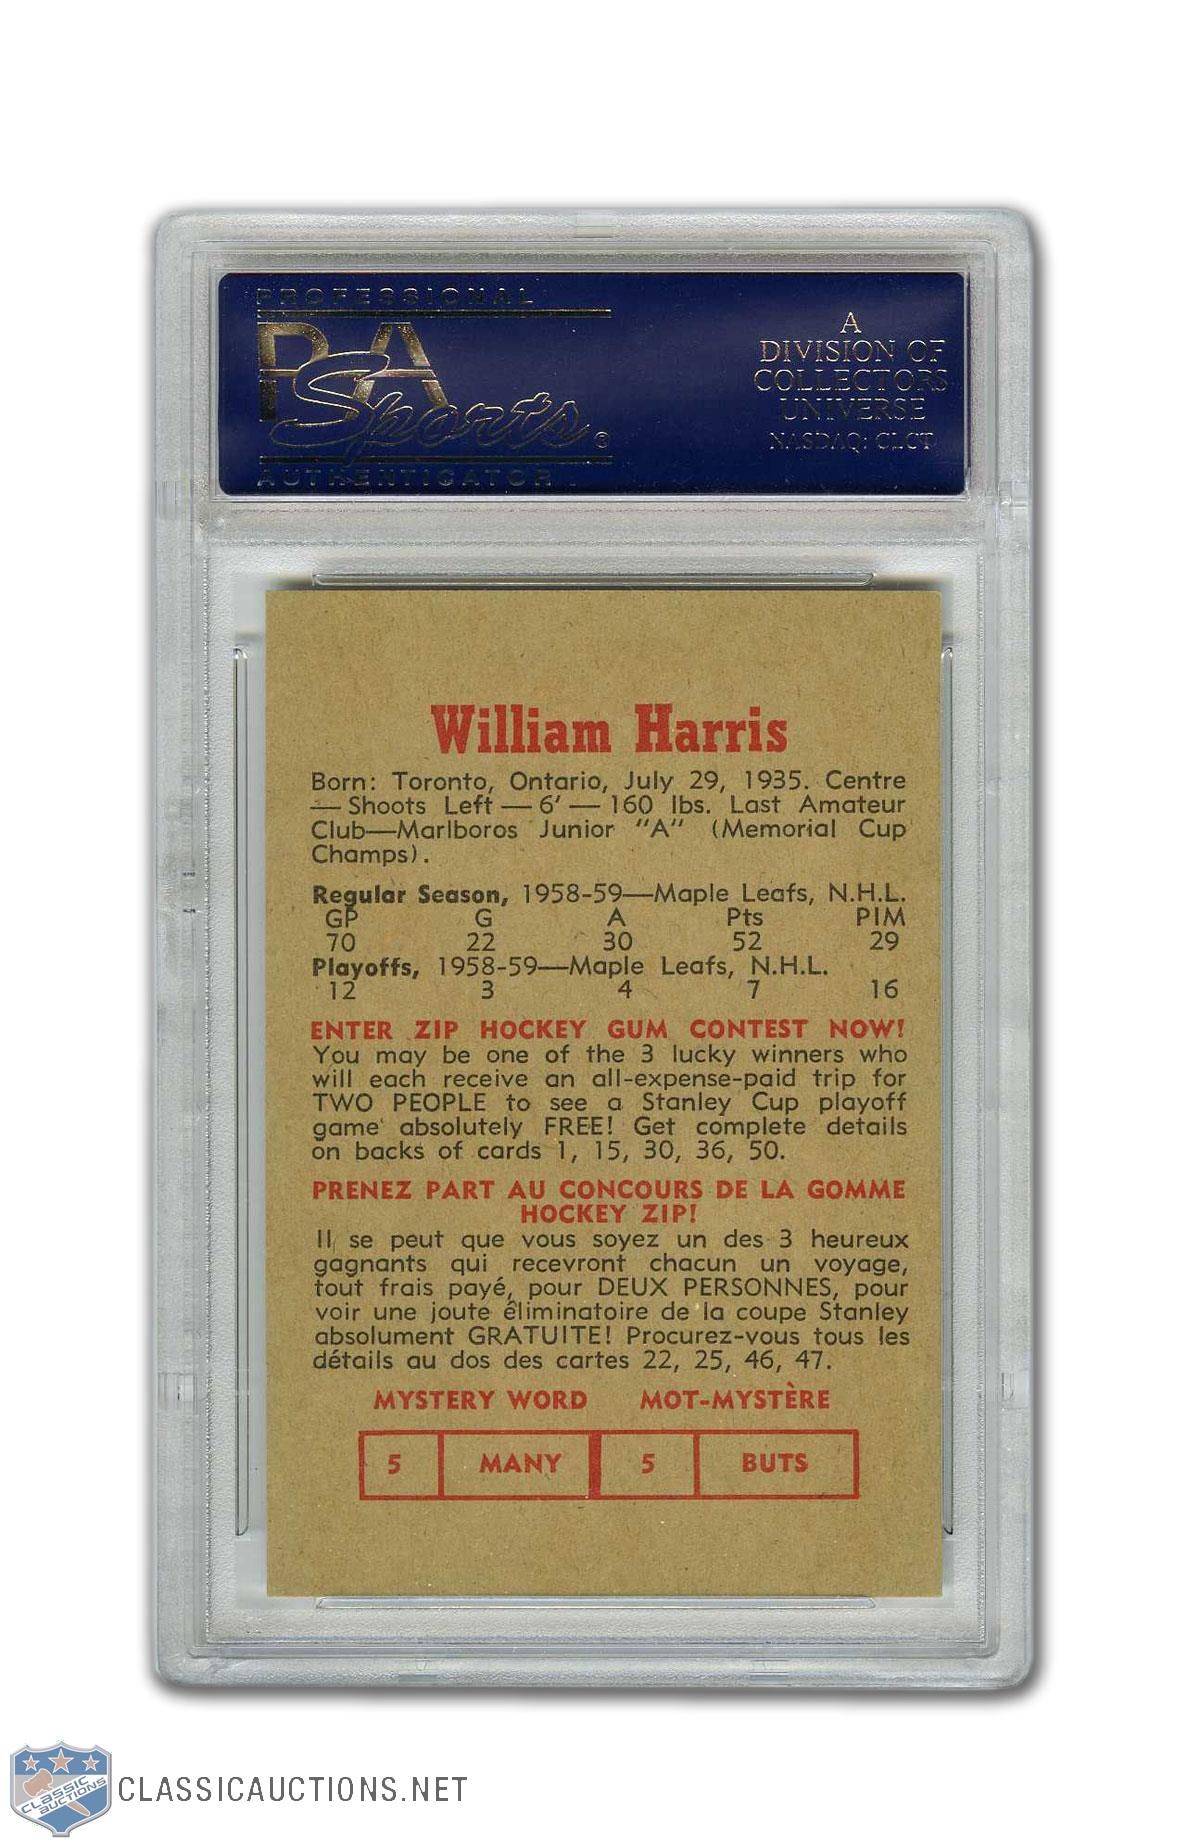 PROFESSIONAL
PSA
Sports
AUTHENTICATOR
A
DIVISION OF
COLLECTORS
UNIVERSE
NASDAQ: CLCT
William Harris
Born: Toronto, Ontario, July 29, 1935. Centre
— Shoots Left — 6' — 160 lbs. Last Amateur
Club—Marlboros Junior "A" (Memorial Cup
Champs).
Regular Season, 1958-59—Maple Leafs, N.H.L.
GP G A Pts PIM
70 22 30 52 29
Playoffs, 1958-59—Maple Leafs, N.H.L.
12 3 4 7 16
ENTER ZIP HOCKEY GUM CONTEST NOW!
You may be one of the 3 lucky winners who
will each receive an all-expense-paid trip for
TWO PEOPLE to see a Stanley Cup playoff
game absolutely FREE! Get complete details
on backs of cards 1, 15, 30, 36, 50.
PRENEZ PART AU CONCOURS DE LA GOMME
HOCKEY ZIP!
Il se peut que vous soyez un des 3 heureux
gagnants qui recevront chacun un voyage,
tout frais payé, pour DEUX PERSONNES, pour
voir une joute éliminatoire de la coupe Stanley
absolument GRATUITE! Procurez-vous tous les
détails au dos des cartes 22, 25, 46, 47.
MYSTERY WORD MOT-MYSTÈRE
5 MANY 5 BUTS
CLASSIC
AUCTIONS
CLASSICAUCTIONS.NET